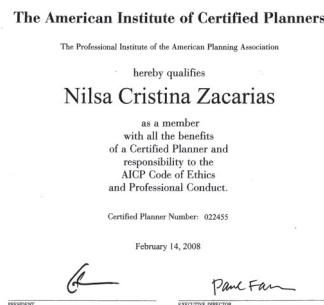 The American Institute of Certified Planners
The Professional Institute of the American Planning Association
hereby qualifies
Nilsa Cristina Zacarias
as a member
with all the benefits
of a Certified Planner and
responsibility to the
AICP Code of Ethics
and Professional Conduct.
Certified Planner Number: 022455
February 14, 2008
PRESIDENT EXECUTIVE DIRECTOR